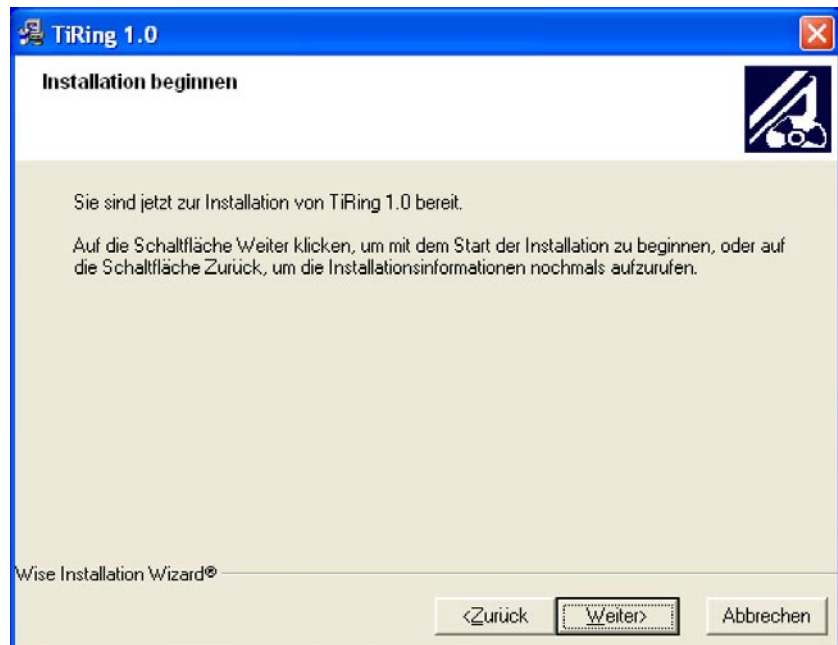 TiRing 1.0
Installation beginnen
Sie sind jetzt zur Installation von TiRing 1.0 bereit.
Auf die Schaltfläche Weiter klicken, um mit dem Start der Installation zu beginnen, oder auf
die Schaltfläche Zurück, um die Installationsinformationen nochmals aufzurufen.
Wise Installation Wizard®
<Zurück Weiter> Abbrechen